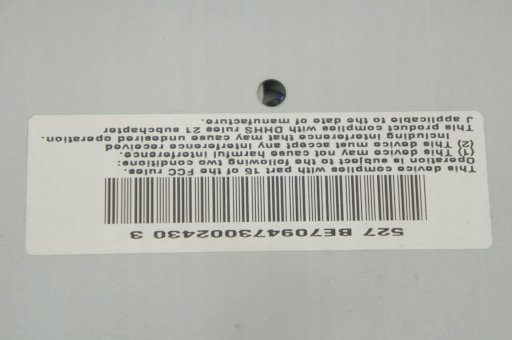 527 BE709473002430 3
This device complies with part 15 of the FCC rules.
Operation is subject to the following two conditions:
(1) This device may not cause harmful interference.
(2) This device must accept any interference received
including interference that may cause undesired operation.
This product complies with DHHS rules 21 subchapter
J applicable to the date of manufacture.